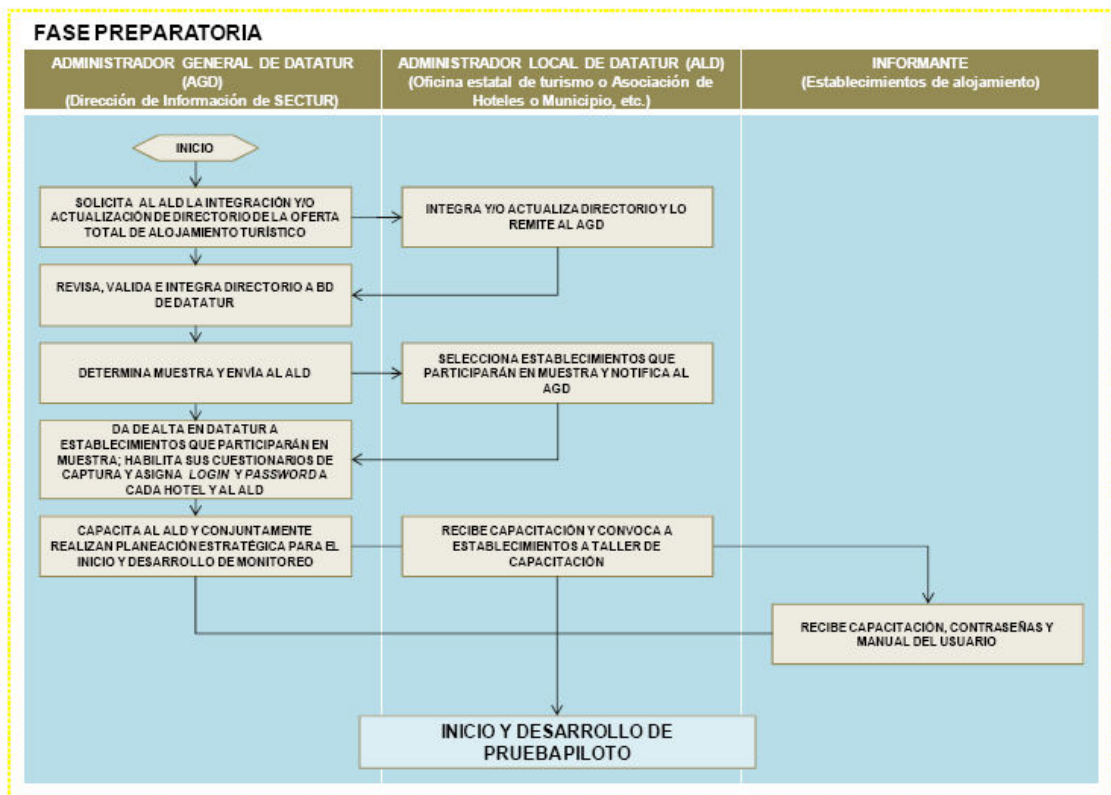 FASE PREPARATORIA
ADMINISTRADOR GENERAL DE DATATUR
(AGD)
(Dirección de Información de SECTUR)
ADMINISTRADOR LOCAL DE DATATUR (ALD)
(Oficina estatal de turismo o Asociación de
Hoteles o Municipio, etc.)
INFORMANTE
(Establecimientos de alojamiento)
INICIO
SOLICITA AL ALD LA INTEGRACIÓN Y/O
ACTUALIZACIÓN DE DIRECTORIO DE LA OFERTA
TOTAL DE ALOJAMIENTO TURÍSTICO
INTEGRA Y/O ACTUALIZA DIRECTORIO Y LO
REMITE AL AGD
REVISA, VALIDA E INTEGRA DIRECTORIO A BD
DE DATATUR
DETERMINA MUESTRA Y ENVÍA AL ALD
SELECCIONA ESTABLECIMIENTOS QUE
PARTICIPARÁN EN MUESTRA Y NOTIFICA AL
AGD
DA DE ALTA EN DATATUR A
ESTABLECIMIENTOS QUE PARTICIPARÁN EN
MUESTRA; HABILITA SUS CUESTIONARIOS DE
CAPTURA Y ASIGNA LOGIN Y PASSWORD A
CADA HOTEL Y AL ALD
CAPACITA AL ALD Y CONJUNTAMENTE
REALIZAN PLANEACIÓN ESTRATÉGICA PARA EL
INICIO Y DESARROLLO DE MONITOREO
RECIBE CAPACITACIÓN Y CONVOCA A
ESTABLECIMIENTOS A TALLER DE
CAPACITACIÓN
RECIBE CAPACITACIÓN, CONTRASEÑAS Y
MANUAL DEL USUARIO
INICIO Y DESARROLLO DE
PRUEBA PILOTO